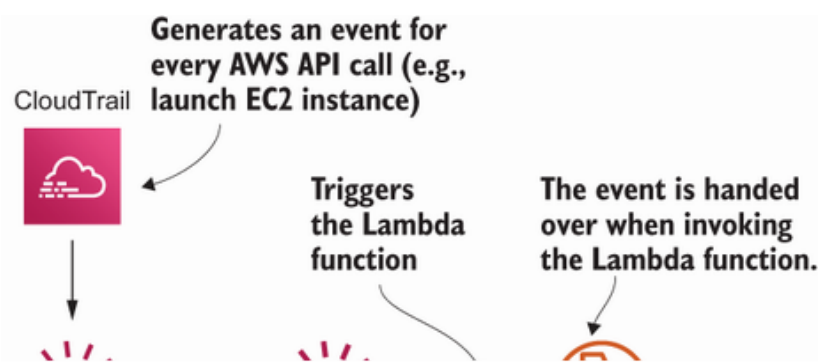 Generates an event for
every AWS API call (e.g.,
launch EC2 instance)
CloudTrail
Triggers
the Lambda
function
The event is handed
over when invoking
the Lambda function.